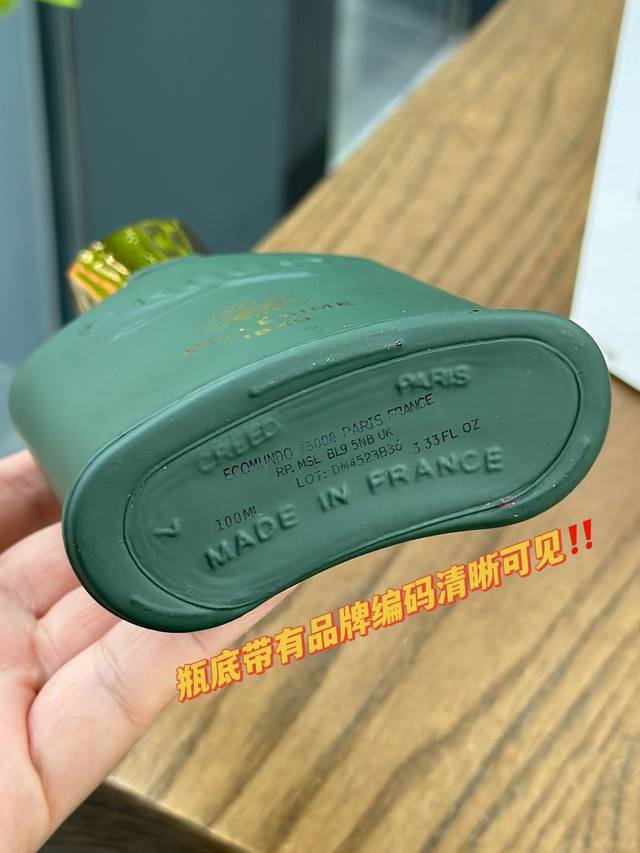 MILLESIME
CREED
PARIS
ECOMUNDO 75008 PARIS FRANCE
RP. MSL BL9 5NB UK
LOT: DM4523B36
100ML
3 33FL OZ
MADE IN FRANCE
瓶底带有品牌编码清晰可见‼️